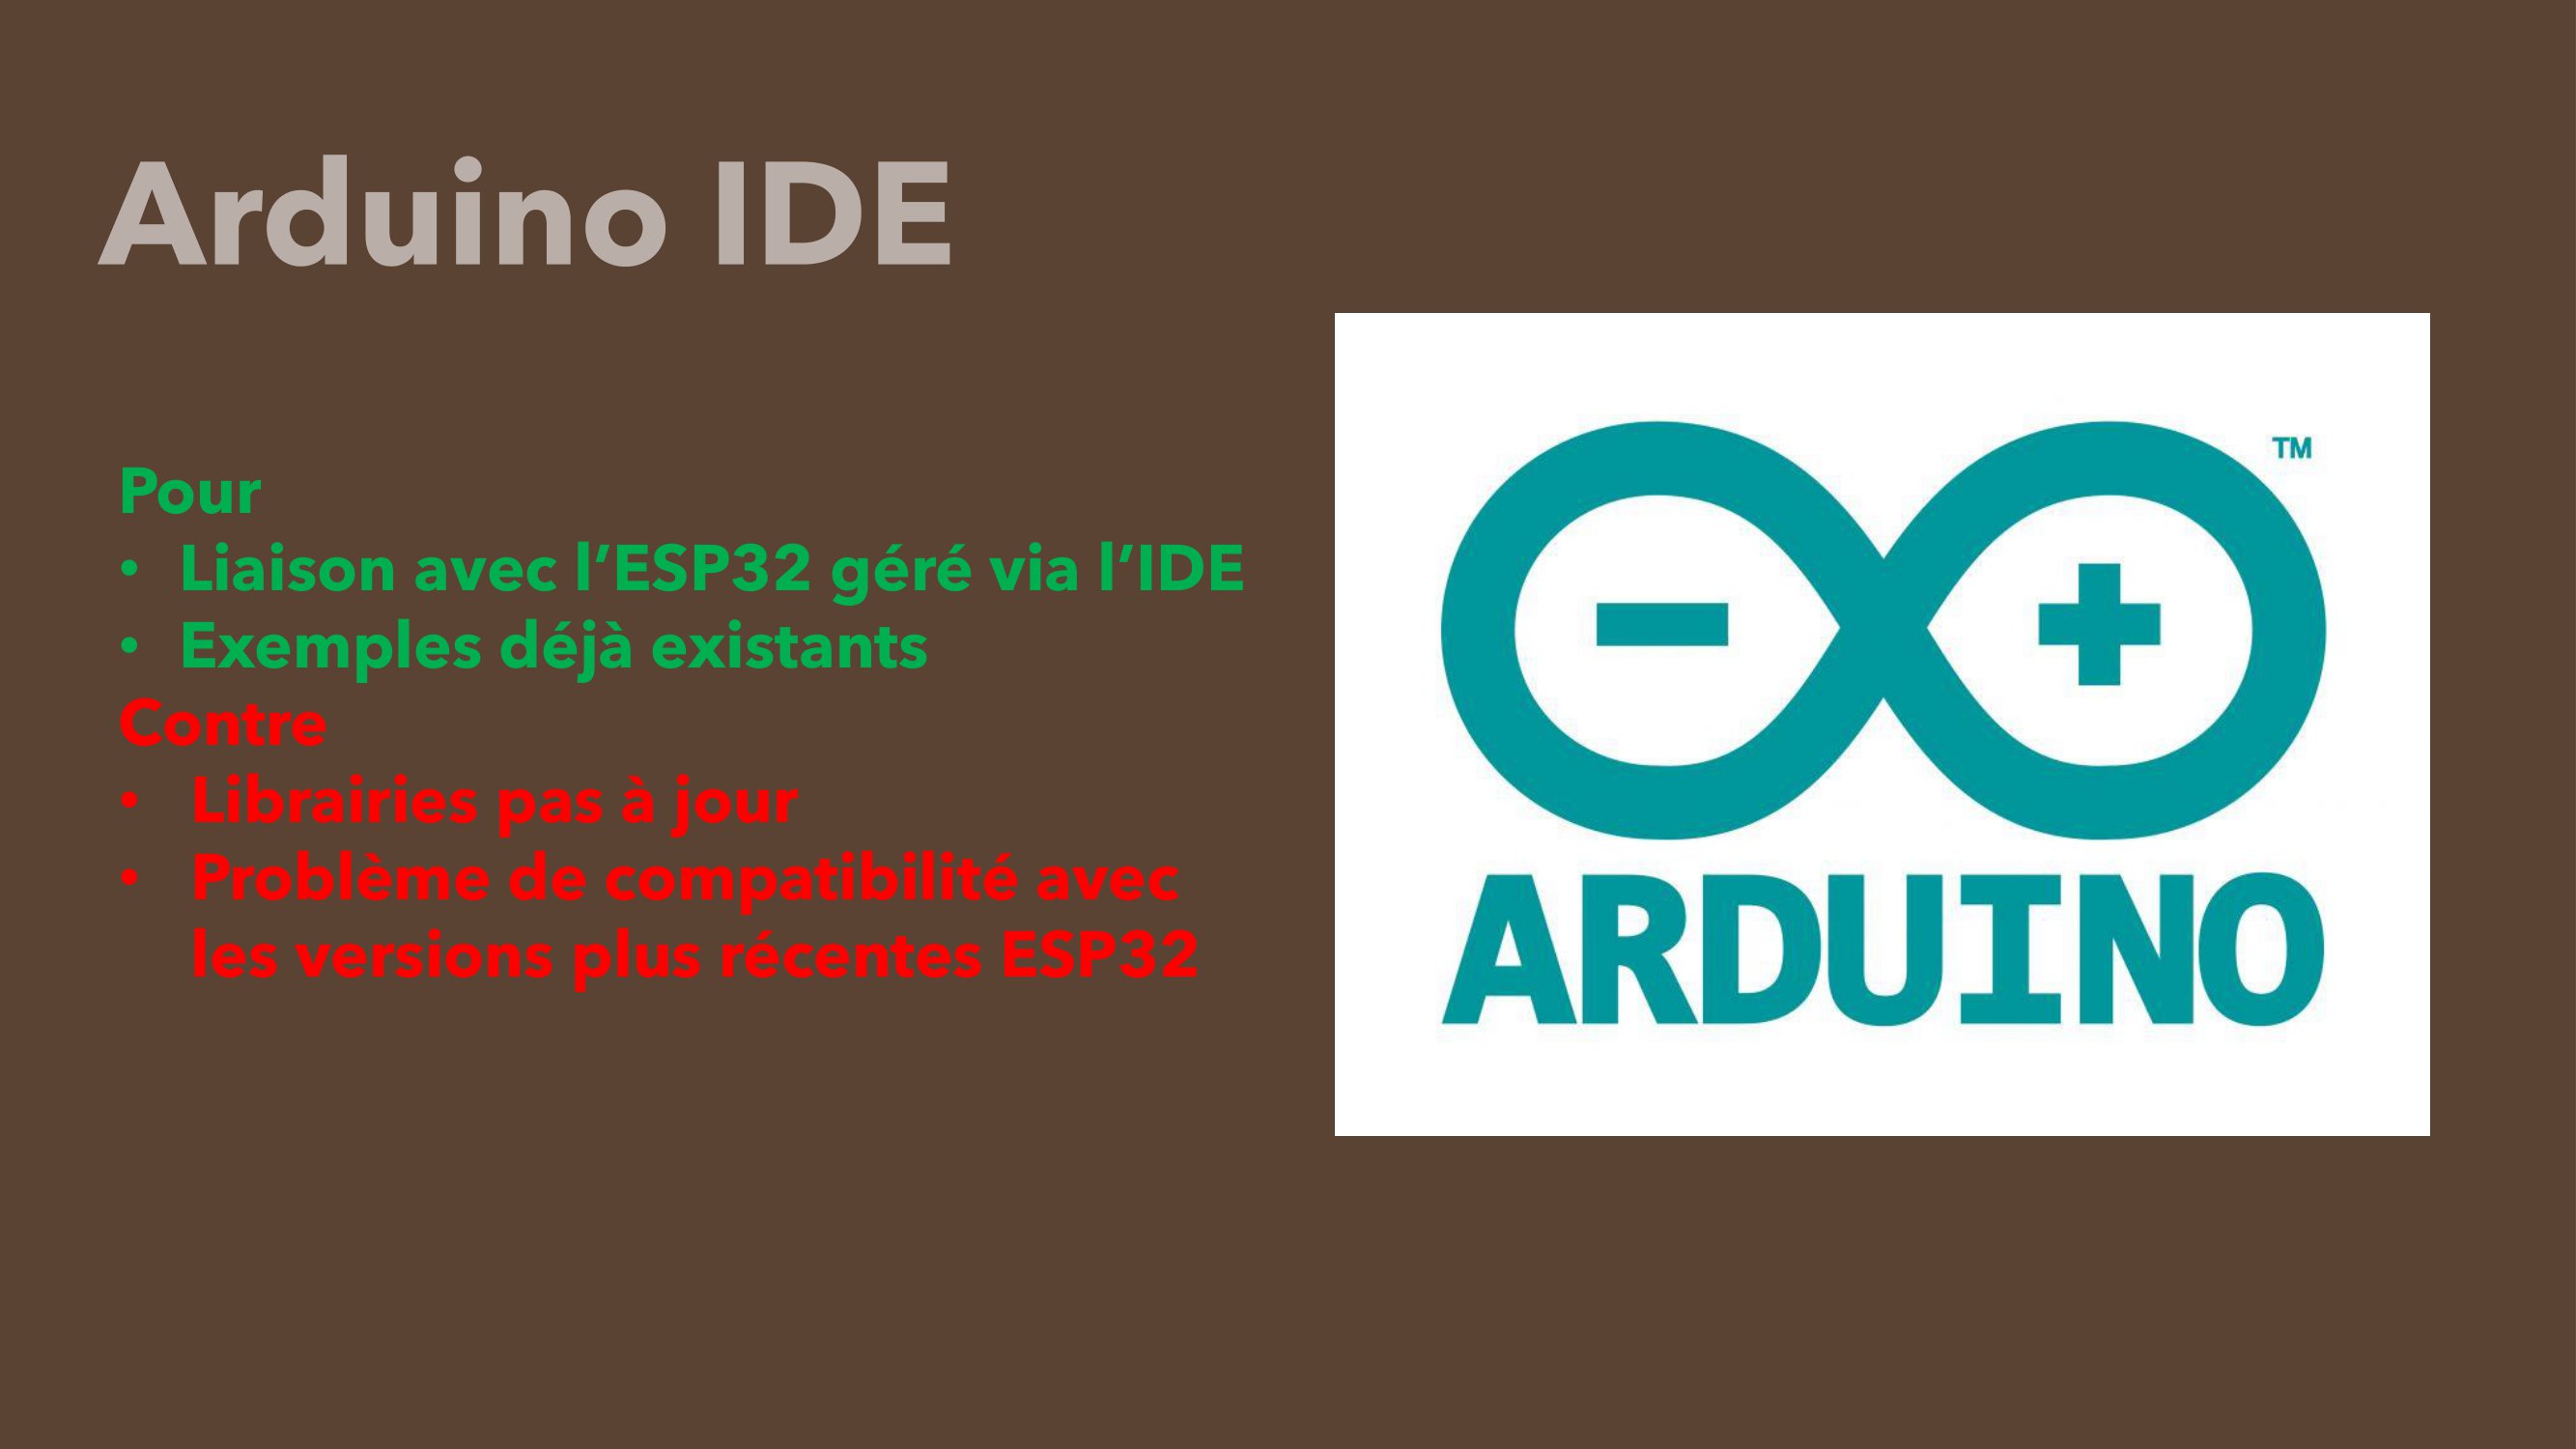 Arduino IDE
Pour
• Liaison avec l’ESP32 géré via l’IDE
• Exemples déjà existants
Contre
• Librairies pas à jour
• Problème de compatibilité avec
les versions plus récentes ESP32
TM
ARDUINO